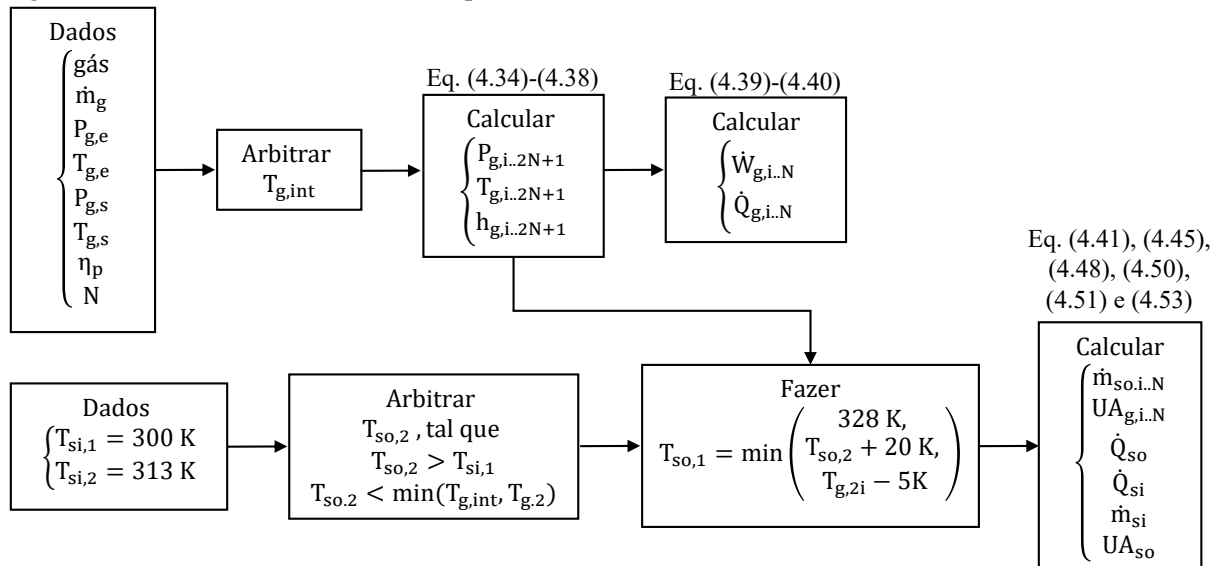 Dados
gás
ṁg
Pg,e
Tg,e
Pg,s
Tg,s
ηp
N
Arbitrar
Tg,int
Eq. (4.34)-(4.38)
Calcular
Pg,i..2N+1
Tg,i..2N+1
hg,i..2N+1
Eq. (4.39)-(4.40)
Calcular
Ẇg,i..N
Q̇g,i..N
Dados
Tsi,1 = 300 K
Tsi,2 = 313 K
Arbitrar
Tso,2 , tal que
Tso,2 > Tsi,1
Tso.2 < min(Tg,int, Tg.2)
Fazer
328 K,
Tso,1 = min Tso,2 + 20 K,
Tg,2i − 5K
Eq. (4.41), (4.45),
(4.48), (4.50),
(4.51) e (4.53)
Calcular
ṁso.i..N
UAg,i..N
Q̇so
Q̇si
ṁsi
UAso